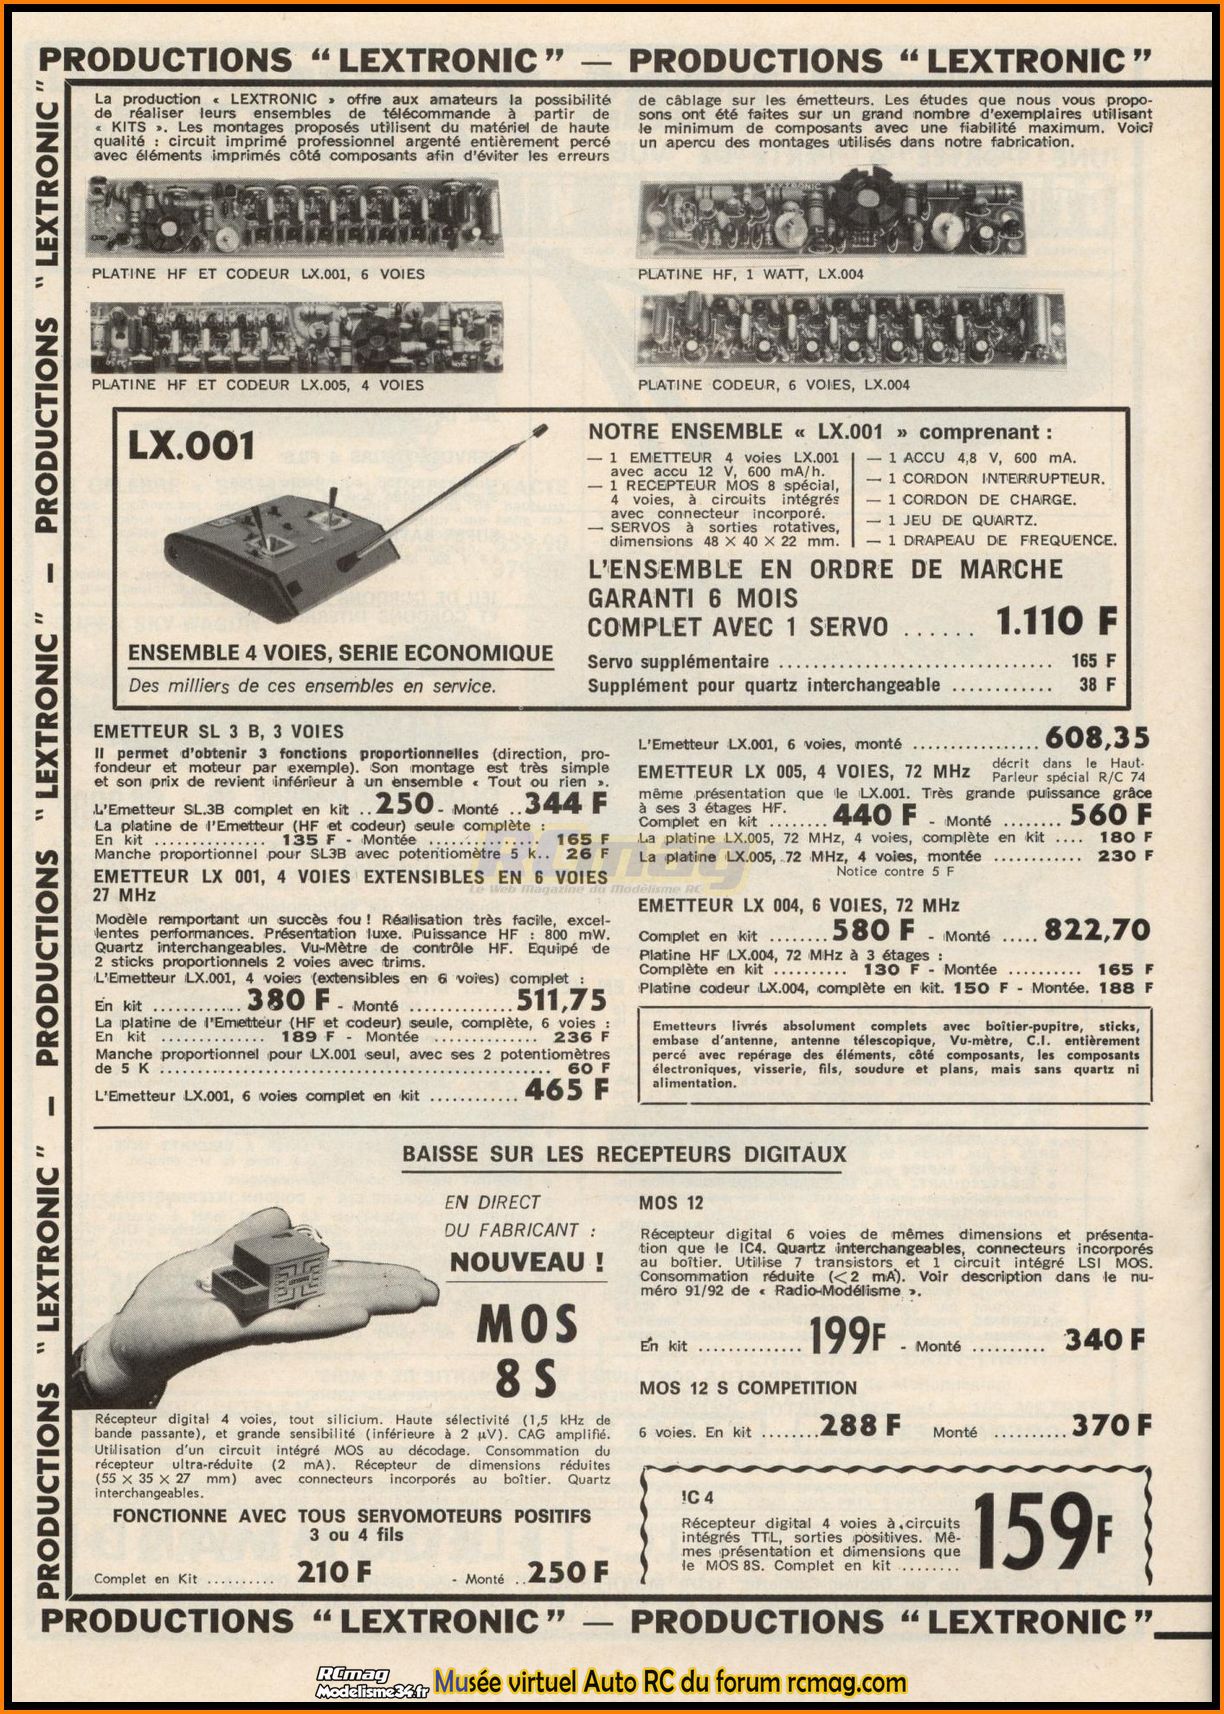 PRODUCTIONS “ LEXTRONIC ” — PRODUCTIONS “ LEXTRONIC ”
PRODUCTIONS “ LEXTRONIC ” — PRODUCTIONS “ LEXTRONIC ” — PRODUCTIONS “ LEXTRONIC ”
La production « LEXTRONIC » offre aux amateurs la possibilité
de réaliser leurs ensembles de télécommande à partir de
« KITS ». Les montages proposés utilisent du matériel de haute
qualité : circuit imprimé professionnel argenté entièrement percé
avec éléments imprimés côté composants afin d'éviter les erreurs
de câblage sur les émetteurs. Les études que nous vous propo-
sons ont été faites sur un grand nombre d'exemplaires utilisant
le minimum de composants avec une fiabilité maximum. Voici
un apercu des montages utilisés dans notre fabrication.
LEXTRONIC
PLATINE HF ET CODEUR LX.001, 6 VOIES
PLATINE HF, 1 WATT, LX.004
PLATINE HF ET CODEUR LX.005, 4 VOIES
PLATINE CODEUR, 6 VOIES, LX.004
LX.001
ENSEMBLE 4 VOIES, SERIE ECONOMIQUE
Des milliers de ces ensembles en service.
NOTRE ENSEMBLE « LX.001 » comprenant :
— 1 EMETTEUR 4 voies LX.001
avec accu 12 V, 600 mA/h.
— 1 RECEPTEUR MOS 8 spécial,
4 voies, à circuits intégrés
avec connecteur incorporé.
— SERVOS à sorties rotatives,
dimensions 48 × 40 × 22 mm.
— 1 ACCU 4,8 V, 600 mA.
— 1 CORDON INTERRUPTEUR.
— 1 CORDON DE CHARGE.
— 1 JEU DE QUARTZ.
— 1 DRAPEAU DE FREQUENCE.
L'ENSEMBLE EN ORDRE DE MARCHE
GARANTI 6 MOIS
COMPLET AVEC 1 SERVO ...... 1.110 F
Servo supplémentaire ............................... 165 F
Supplément pour quartz interchangeable ............ 38 F
EMETTEUR SL 3 B, 3 VOIES
Il permet d'obtenir 3 fonctions proportionnelles (direction, pro-
fondeur et moteur par exemple). Son montage est très simple
et son prix de revient inférieur à un ensemble « Tout ou rien ».
L'Emetteur SL.3B complet en kit .. 250 - Monté .. 344 F
La platine de l'Emetteur (HF et codeur) seule complète :
En kit .............. 135 F - Montée .............. 165 F
Manche proportionnel pour SL3B avec potentiomètre 5 k.. 26 F
EMETTEUR LX 001, 4 VOIES EXTENSIBLES EN 6 VOIES
27 MHz
Modèle remportant un succès fou ! Réalisation très facile, excel-
lentes performances. Présentation luxe. Puissance HF : 800 mW.
Quartz interchangeables. Vu-Mètre de contrôle HF. Equipé de
2 sticks proportionnels 2 voies avec trims.
L'Emetteur LX.001, 4 voies (extensibles en 6 voies) complet :
En kit ............ 380 F - Monté .............. 511,75
La platine de l'Emetteur (HF et codeur) seule, complète, 6 voies :
En kit .............. 189 F - Montée .............. 236 F
Manche proportionnel pour LX.001 seul, avec ses 2 potentiomètres
de 5 K ..................................................... 60 F
L'Emetteur LX.001, 6 voies complet en kit ............ 465 F
L'Emetteur LX.001, 6 voies, monté ................. 608,35
EMETTEUR LX 005, 4 VOIES, 72 MHz
décrit dans le Haut-
Parleur spécial R/C 74
même présentation que le LX.001. Très grande puissance grâce
à ses 3 étages HF.
Complet en kit ........ 440 F - Monté ........ 560 F
La platine LX.005, 72 MHz, 4 voies, complète en kit .... 180 F
La platine LX.005, 72 MHz, 4 voies, montée ............ 230 F
Notice contre 5 F
EMETTEUR LX 004, 6 VOIES, 72 MHz
Complet en kit ........ 580 F - Monté ..... 822,70
Platine HF LX.004, 72 MHz à 3 étages :
Complète en kit .......... 130 F - Montée .......... 165 F
Platine codeur LX.004, complète en kit. 150 F - Montée. 188 F
Emetteurs livrés absolument complets avec boîtier-pupitre, sticks,
embase d'antenne, antenne télescopique, Vu-mètre, C.I. entièrement
percé avec repérage des éléments, côté composants, les composants
électroniques, visserie, fils, soudure et plans, mais sans quartz ni
alimentation.
RCmag
Le Web Magazine du Modélisme RC
BAISSE SUR LES RECEPTEURS DIGITAUX
EN DIRECT
DU FABRICANT :
NOUVEAU !
MOS
8 S
Récepteur digital 4 voies, tout silicium. Haute sélectivité (1,5 kHz de
bande passante), et grande sensibilité (inférieure à 2 µV). CAG amplifié.
Utilisation d'un circuit intégré MOS au décodage. Consommation du
récepteur ultra-réduite (2 mA). Récepteur de dimensions réduites
(55 × 35 × 27 mm) avec connecteurs incorporés au boîtier. Quartz
interchangeables.
FONCTIONNE AVEC TOUS SERVOMOTEURS POSITIFS
3 ou 4 fils
Complet en Kit .......... 210 F - Monté .. 250 F
MOS 12
Récepteur digital 6 voies de mêmes dimensions et présenta-
tion que le IC4. Quartz interchangeables, connecteurs incorporés
au boîtier. Utilise 7 transistors et 1 circuit intégré LSI MOS.
Consommation réduite (< 2 mA). Voir description dans le nu-
méro 91/92 de « Radio-Modélisme ».
En kit .............. 199F - Monté .......... 340 F
MOS 12 S COMPETITION
6 voies. En kit ........ 288 F Monté .......... 370 F
IC 4
Récepteur digital 4 voies à circuits
intégrés TTL, sorties positives. Mê-
mes présentation et dimensions que
le MOS 8S. Complet en kit ........
159F
PRODUCTIONS “ LEXTRONIC ” — PRODUCTIONS “ LEXTRONIC ”
RCmag
Modelisme34.fr
Musée virtuel Auto RC du forum rcmag.com